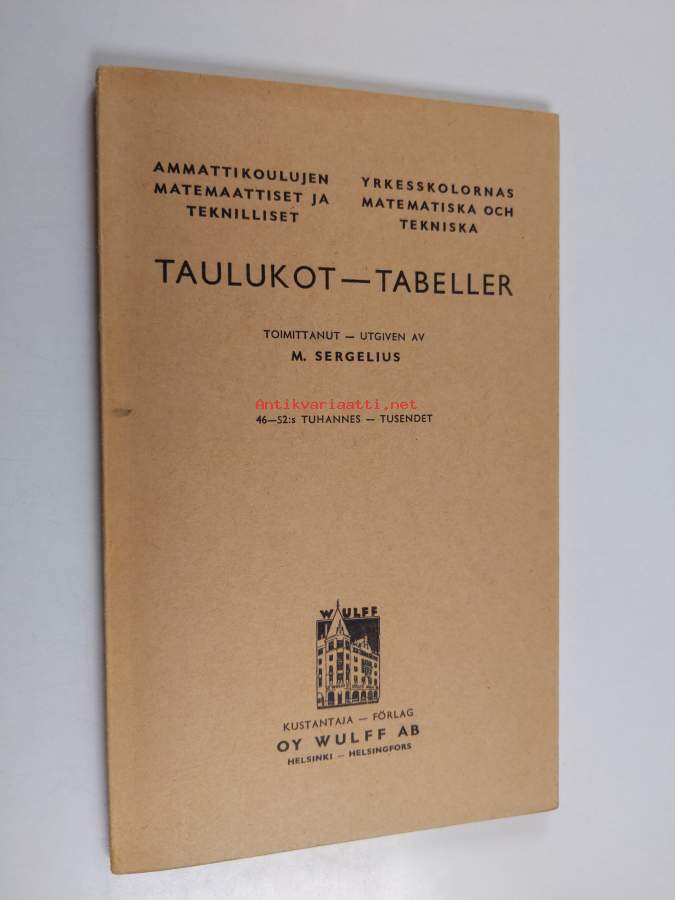 AMMATTIKOULUJEN
MATEMAATTISET JA
TEKNILLISET
YRKESSKOLORNAS
MATEMATISKA OCH
TEKNISKA
TAULUKOT — TABELLER
TOIMITTANUT — UTGIVEN AV
M. SERGELIUS
Antikvariaatti.net
46—52:s TUHANNES — TUSENDET
WULFF
KUSTANTAJA — FÖRLAG
OY WULFF AB
HELSINKI — HELSINGFORS